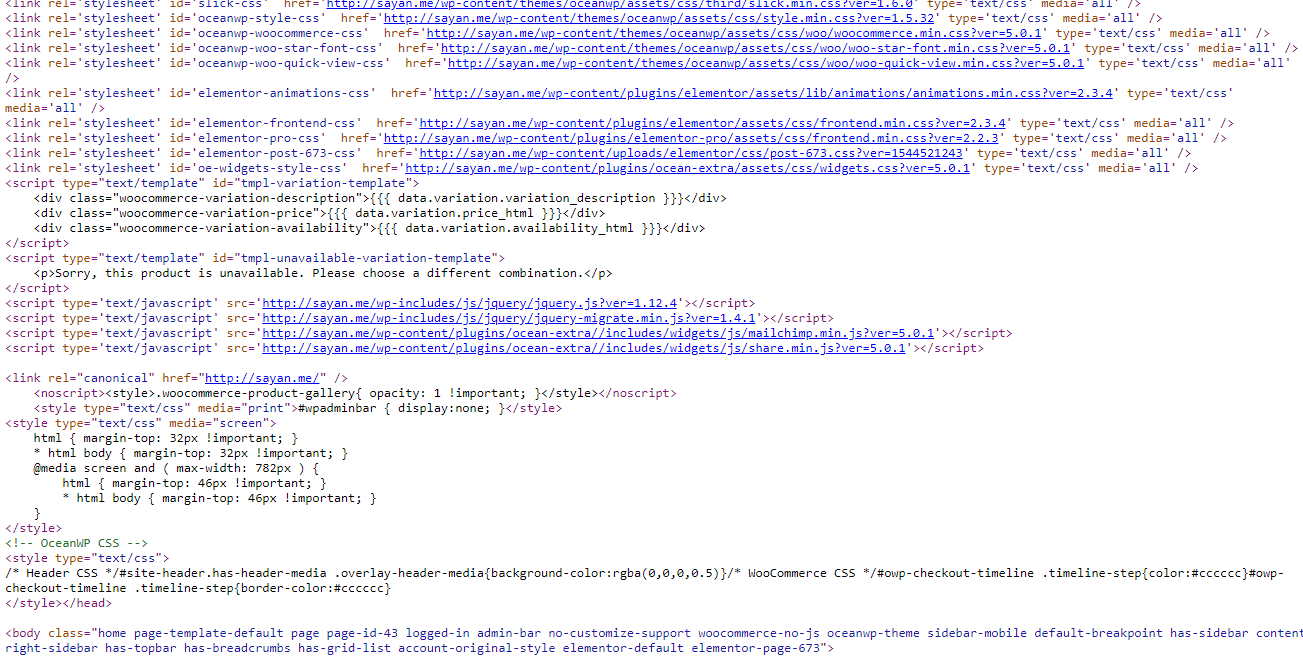 <link rel='stylesheet' id='slick-css'  href='http://sayan.me/wp-content/themes/oceanwp/assets/css/third/slick.min.css?ver=1.6.0' type='text/css' media='all' />
<link rel='stylesheet' id='oceanwp-style-css'  href='http://sayan.me/wp-content/themes/oceanwp/assets/css/style.min.css?ver=1.5.32' type='text/css' media='all' />
<link rel='stylesheet' id='oceanwp-woocommerce-css'  href='http://sayan.me/wp-content/themes/oceanwp/assets/css/woo/woocommerce.min.css?ver=5.0.1' type='text/css' media='all' />
<link rel='stylesheet' id='oceanwp-woo-star-font-css'  href='http://sayan.me/wp-content/themes/oceanwp/assets/css/woo/woo-star-font.min.css?ver=5.0.1' type='text/css' media='all' />
<link rel='stylesheet' id='oceanwp-woo-quick-view-css'  href='http://sayan.me/wp-content/themes/oceanwp/assets/css/woo/woo-quick-view.min.css?ver=5.0.1' type='text/css' media='all'
/>
<link rel='stylesheet' id='elementor-animations-css'  href='http://sayan.me/wp-content/plugins/elementor/assets/lib/animations/animations.min.css?ver=2.3.4' type='text/css'
media='all' />
<link rel='stylesheet' id='elementor-frontend-css'  href='http://sayan.me/wp-content/plugins/elementor/assets/css/frontend.min.css?ver=2.3.4' type='text/css' media='all' />
<link rel='stylesheet' id='elementor-pro-css'  href='http://sayan.me/wp-content/plugins/elementor-pro/assets/css/frontend.min.css?ver=2.2.3' type='text/css' media='all' />
<link rel='stylesheet' id='elementor-post-673-css'  href='http://sayan.me/wp-content/uploads/elementor/css/post-673.css?ver=1544521243' type='text/css' media='all' />
<link rel='stylesheet' id='oe-widgets-style-css'  href='http://sayan.me/wp-content/plugins/ocean-extra/assets/css/widgets.css?ver=5.0.1' type='text/css' media='all' />
<script type="text/template" id="tmpl-variation-template">
    <div class="woocommerce-variation-description">{{{ data.variation.variation_description }}}</div>
    <div class="woocommerce-variation-price">{{{ data.variation.price_html }}}</div>
    <div class="woocommerce-variation-availability">{{{ data.variation.availability_html }}}</div>
</script>
<script type="text/template" id="tmpl-unavailable-variation-template">
    <p>Sorry, this product is unavailable. Please choose a different combination.</p>
</script>
<script type='text/javascript' src='http://sayan.me/wp-includes/js/jquery/jquery.js?ver=1.12.4'></script>
<script type='text/javascript' src='http://sayan.me/wp-includes/js/jquery/jquery-migrate.min.js?ver=1.4.1'></script>
<script type='text/javascript' src='http://sayan.me/wp-content/plugins/ocean-extra//includes/widgets/js/mailchimp.min.js?ver=5.0.1'></script>
<script type='text/javascript' src='http://sayan.me/wp-content/plugins/ocean-extra//includes/widgets/js/share.min.js?ver=5.0.1'></script>
<link rel="canonical" href="http://sayan.me/" />
    <noscript><style>.woocommerce-product-gallery{ opacity: 1 !important; }</style></noscript>
    <style type="text/css" media="print">#wpadminbar { display:none; }</style>
<style type="text/css" media="screen">
    html { margin-top: 32px !important; }
    * html body { margin-top: 32px !important; }
    @media screen and ( max-width: 782px ) {
        html { margin-top: 46px !important; }
        * html body { margin-top: 46px !important; }
    }
</style>
<!-- OceanWP CSS -->
<style type="text/css">
/* Header CSS */#site-header.has-header-media .overlay-header-media{background-color:rgba(0,0,0,0.5)}/* WooCommerce CSS */#owp-checkout-timeline .timeline-step{color:#cccccc}#owp-
checkout-timeline .timeline-step{border-color:#cccccc}
</style></head>
<body class="home page-template-default page page-id-43 logged-in admin-bar no-customize-support woocommerce-no-js oceanwp-theme sidebar-mobile default-breakpoint has-sidebar content
right-sidebar has-topbar has-breadcrumbs has-grid-list account-original-style elementor-default elementor-page-673">